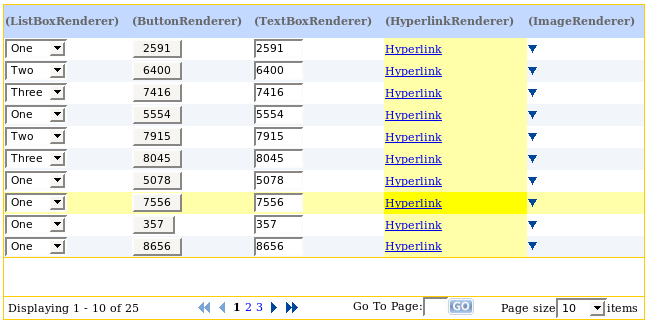 (ListBoxRenderer) (ButtonRenderer) (TextBoxRenderer) (HyperlinkRenderer) (ImageRenderer)
One 2591 2591 Hyperlink
Two 6400 6400 Hyperlink
Three 7416 7416 Hyperlink
One 5554 5554 Hyperlink
Two 7915 7915 Hyperlink
Three 8045 8045 Hyperlink
One 5078 5078 Hyperlink
One 7556 7556 Hyperlink
One 357 357 Hyperlink
One 8656 8656 Hyperlink
Displaying 1 - 10 of 25 1 2 3 Go To Page: GO Page size 10 items